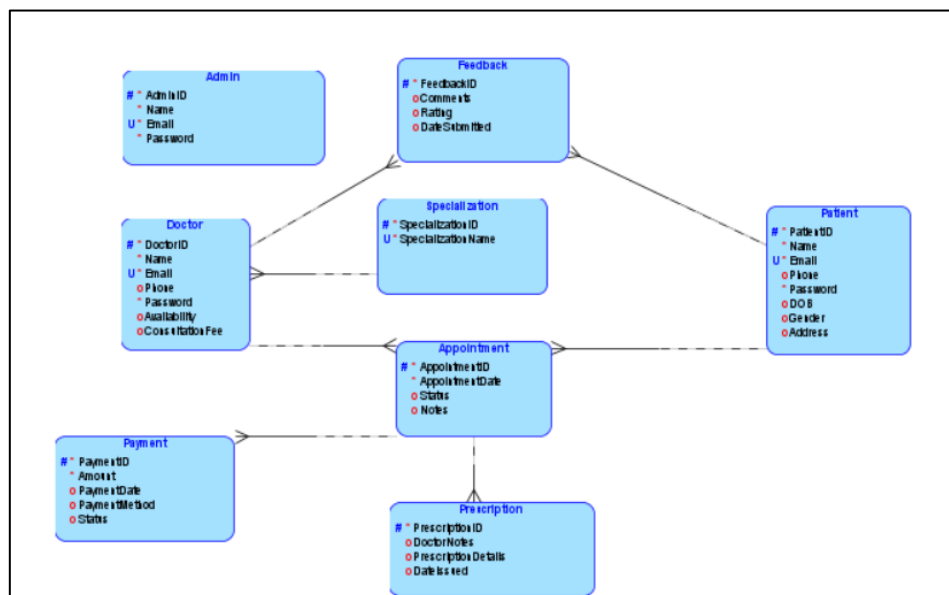 Admin
# * AdminID
* Name
U * Email
* Password
Feedback
# * FeedbackID
o Comments
o Rating
o DateSubmitted
Specialization
# * SpecializationID
U * SpecializationName
Doctor
# * DoctorID
* Name
U * Email
o Phone
* Password
o Availability
o ConsultationFee
Patient
# * PatientID
* Name
U * Email
o Phone
* Password
o DOB
o Gender
o Address
Appointment
# * AppointmentID
* AppointmentDate
o Status
o Notes
Payment
# * PaymentID
* Amount
o PaymentDate
o PaymentMethod
o Status
Prescription
# * PrescriptionID
o DoctorNotes
o PrescriptionDetails
o DateIssued